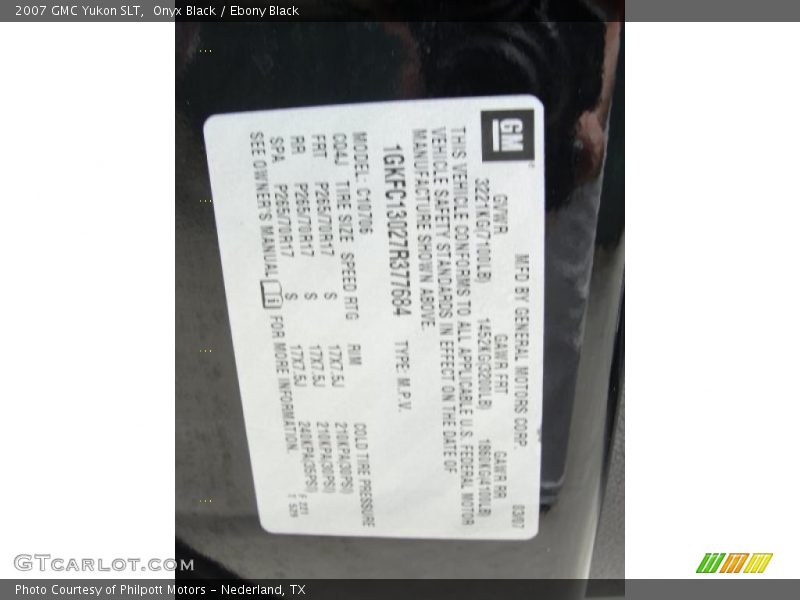 2007 GMC Yukon SLT,  Onyx Black / Ebony Black
GM
MFD BY GENERAL MOTORS CORP. 03/07
GVWR GAWR FRT GAWR RR
3221KG(7100LB) 1452KG(3200LB) 1860KG(4100LB)
THIS VEHICLE CONFORMS TO ALL APPLICABLE U.S. FEDERAL MOTOR
VEHICLE SAFETY STANDARDS IN EFFECT ON THE DATE OF
MANUFACTURE SHOWN ABOVE.
1GKFC13027R377684 TYPE: M.P.V.
MODEL: C10706
TIRE SIZE SPEED RTG RIM COLD TIRE PRESSURE
FRT P265/70R17 S 17X7.5J 210KPA(30PSI)
RR P265/70R17 S 17X7.5J 210KPA(30PSI)
SPA P265/70R17 S 17X7.5J 240KPA(35PSI)
SEE OWNER'S MANUAL FOR MORE INFORMATION.
GTcarlot.com
Photo Courtesy of Philpott Motors - Nederland, TX